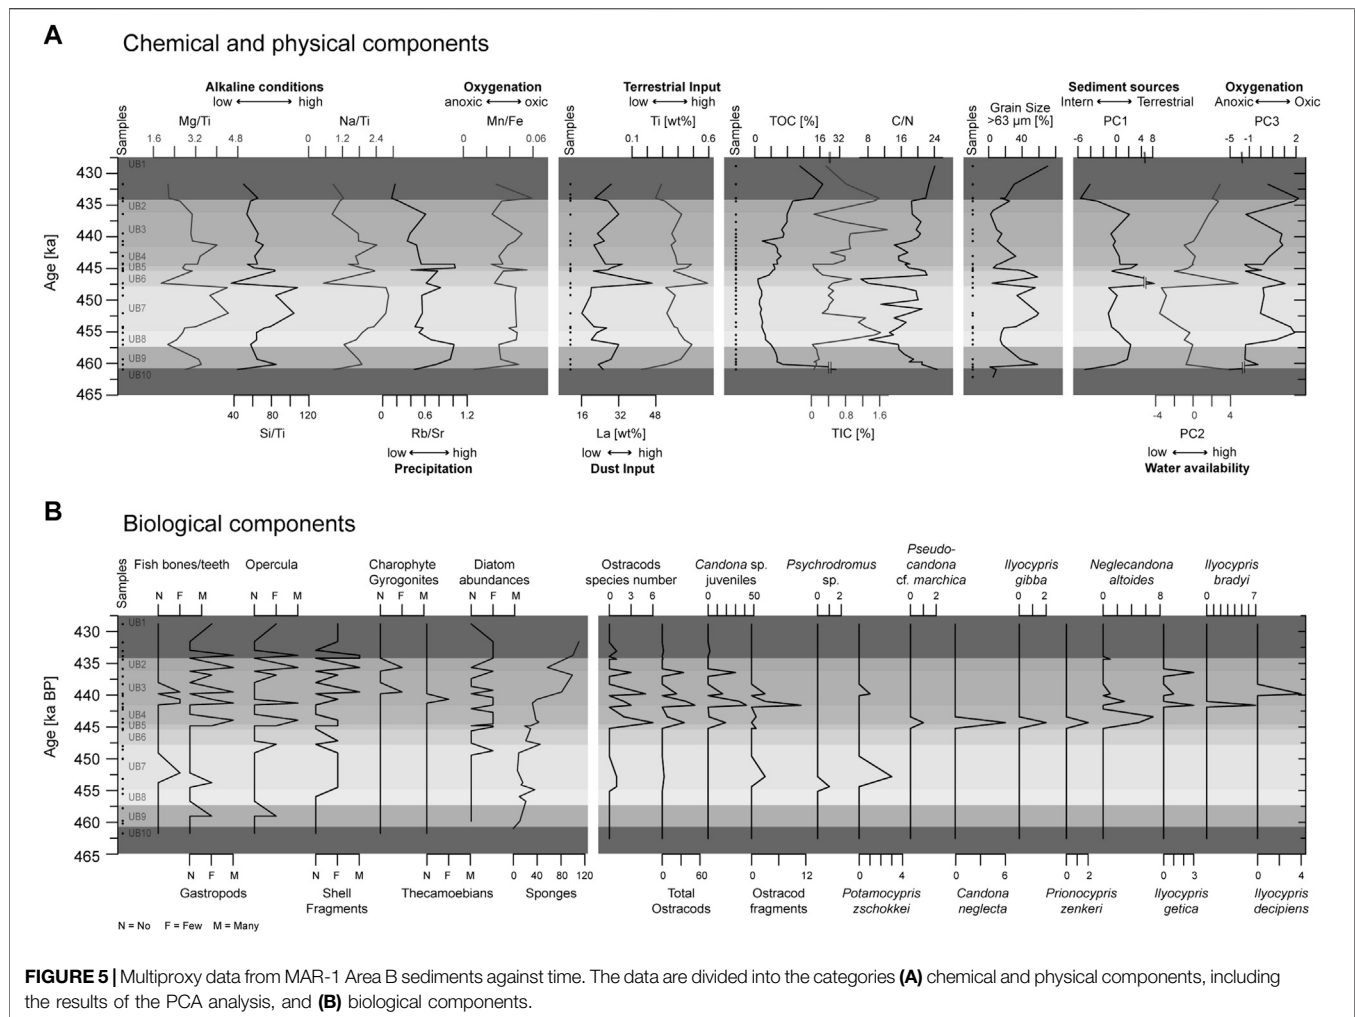 A
Chemical and physical components
Samples
Alkaline conditions
low ←→ high
Mg/Ti
1.6 3.2 4.8
Na/Ti
0 1.2 2.4
Oxygenation
anoxic ←→ oxic
Mn/Fe
0 0.06
Samples
Terrestrial Input
low ←→ high
Ti [wt%]
0.1 0.6
Samples
TOC [%]
0 16 32
C/N
8 16 24
Samples
Grain Size
>63 µm [%]
0 40
Sediment sources
Intern ←→ Terrestrial
PC1
-6 0 4 8
Oxygenation
Anoxic ←→ Oxic
PC3
-5 -1 2
Age [ka]
430
435
440
445
450
455
460
465
UB1
UB2
UB3
UB4
UB5
UB6
UB7
UB8
UB9
UB10
40 80 120
Si/Ti
0 0.6 1.2
Rb/Sr
low ←→ high
Precipitation
16 32 48
La [wt%]
low ←→ high
Dust Input
0 0.8 1.6
TIC [%]
-4 0 4
PC2
low ←→ high
Water availability
B
Biological components
Samples
Fish bones/teeth
N F M
Opercula
N F M
Charophyte
Gyrogonites
N F M
Diatom
abundances
N F M
Ostracods
species number
0 3 6
Candona sp.
juveniles
0 50
Psychrodromus
sp.
0 2
Pseudo-
candona
cf. marchica
0 2
Ilyocypris
gibba
0 2
Neglecandona
altoides
0 8
Ilyocypris
bradyi
0 7
Age [ka BP]
430
435
440
445
450
455
460
465
UB1
UB2
UB3
UB4
UB5
UB6
UB7
UB8
UB9
UB10
N F M
Gastropods
N F M
Shell
Fragments
N F M
Thecamoebians
0 40 80 120
Sponges
0 60
Total
Ostracods
0 12
Ostracod
fragments
0 4
Potamocypris
zschokkei
0 6
Candona
neglecta
0 2
Prionocypris
zenkeri
0 3
Ilyocypris
getica
0 4
Ilyocypris
decipiens
N = No F = Few M = Many
FIGURE 5 | Multiproxy data from MAR-1 Area B sediments against time. The data are divided into the categories (A) chemical and physical components, including
the results of the PCA analysis, and (B) biological components.